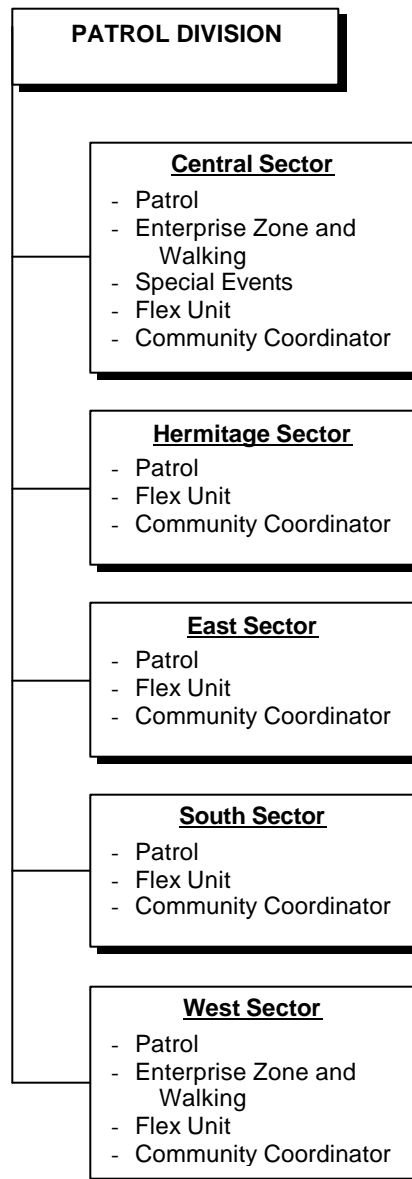 PATROL DIVISION
Central Sector
- Patrol
- Enterprise Zone and
Walking
- Special Events
- Flex Unit
- Community Coordinator
Hermitage Sector
- Patrol
- Flex Unit
- Community Coordinator
East Sector
- Patrol
- Flex Unit
- Community Coordinator
South Sector
- Patrol
- Flex Unit
- Community Coordinator
West Sector
- Patrol
- Enterprise Zone and
Walking
- Flex Unit
- Community Coordinator